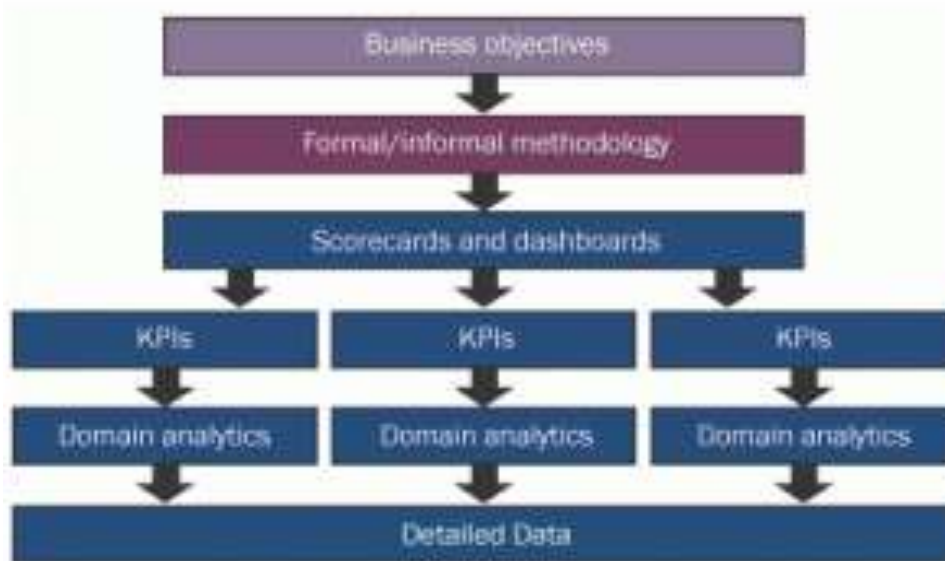 Business objectives
Formal/informal methodology
Scorecards and dashboards
KPIs
KPIs
KPIs
Domain analytics
Domain analytics
Domain analytics
Detailed Data